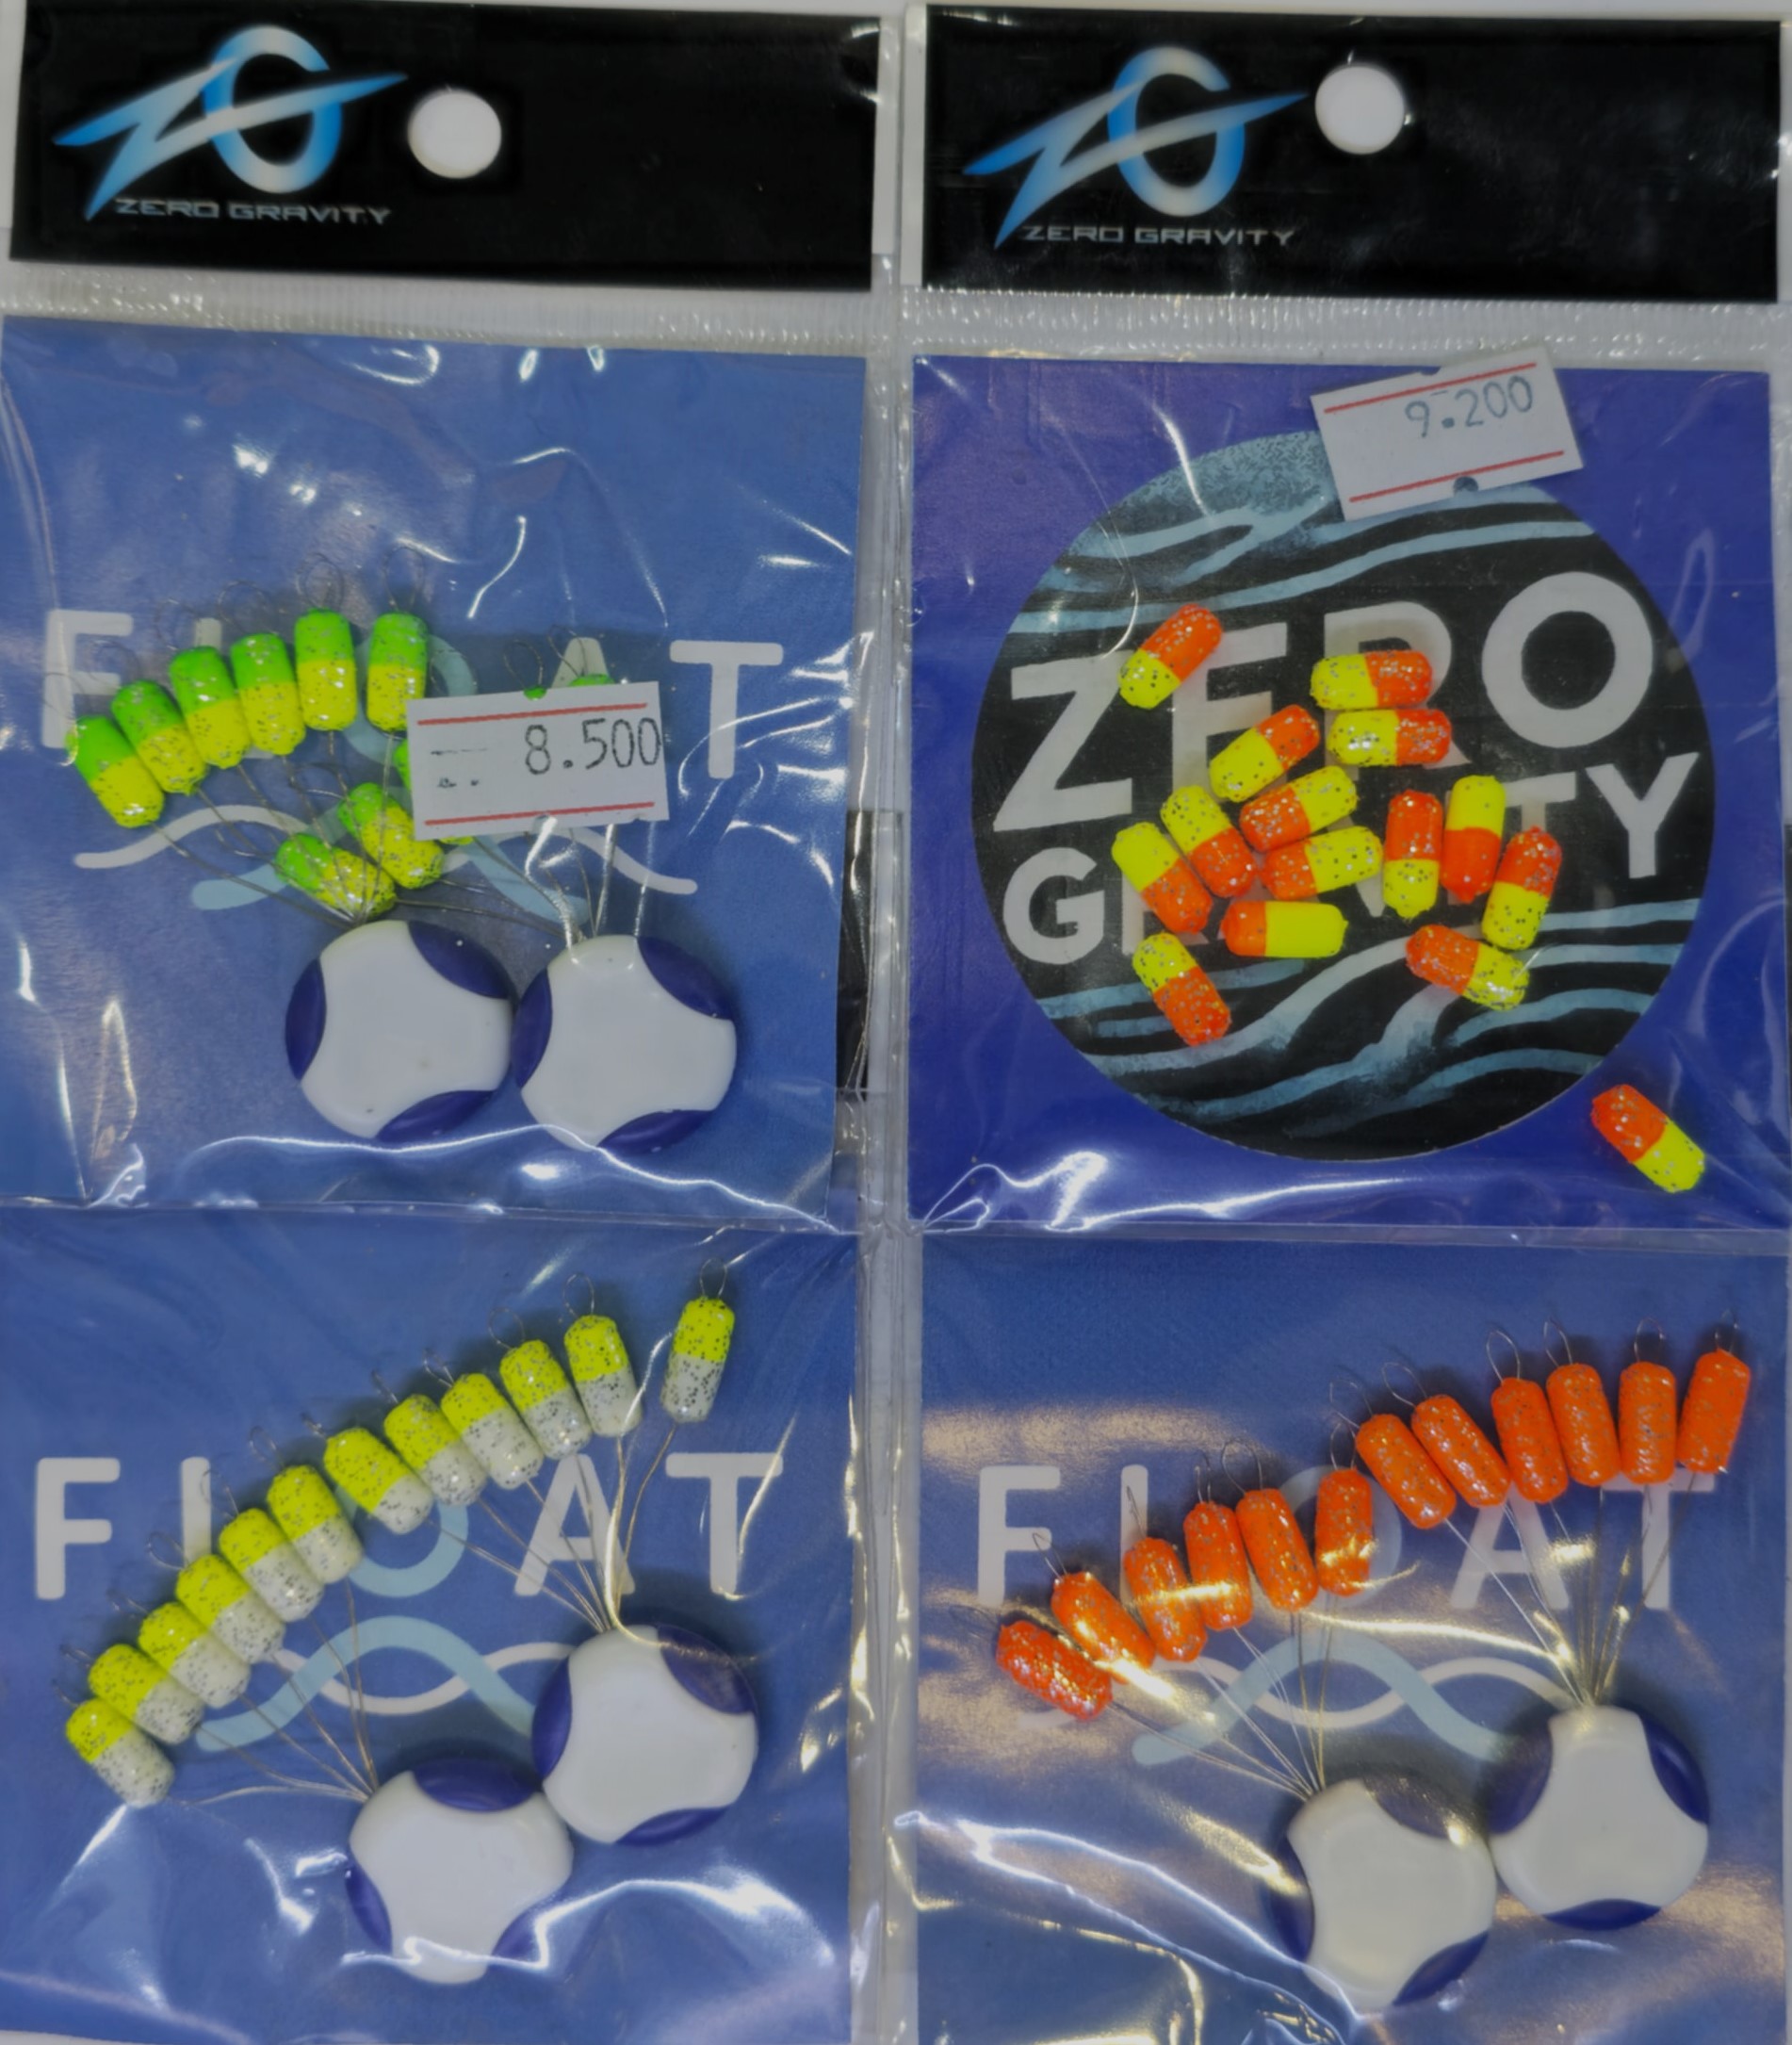 ZERO GRAVITY
ZERO GRAVITY
8.500
FLOAT
9.200
ZERO
GRAVITY
FLOAT
FLOAT